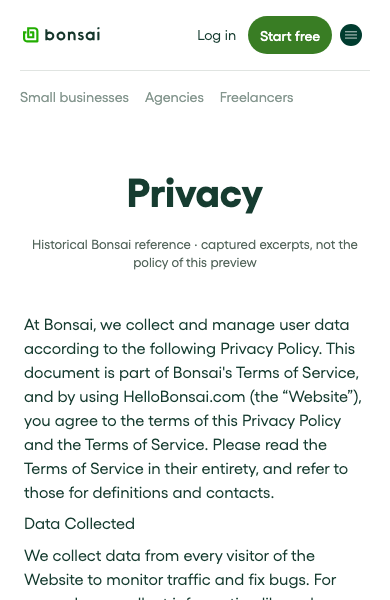 bonsai
Log in
Start free
Small businesses
Agencies
Freelancers
Privacy
Historical Bonsai reference · captured excerpts, not the
policy of this preview
At Bonsai, we collect and manage user data
according to the following Privacy Policy. This
document is part of Bonsai's Terms of Service,
and by using HelloBonsai.com (the “Website”),
you agree to the terms of this Privacy Policy
and the Terms of Service. Please read the
Terms of Service in their entirety, and refer to
those for definitions and contacts.
Data Collected
We collect data from every visitor of the
Website to monitor traffic and fix bugs. For